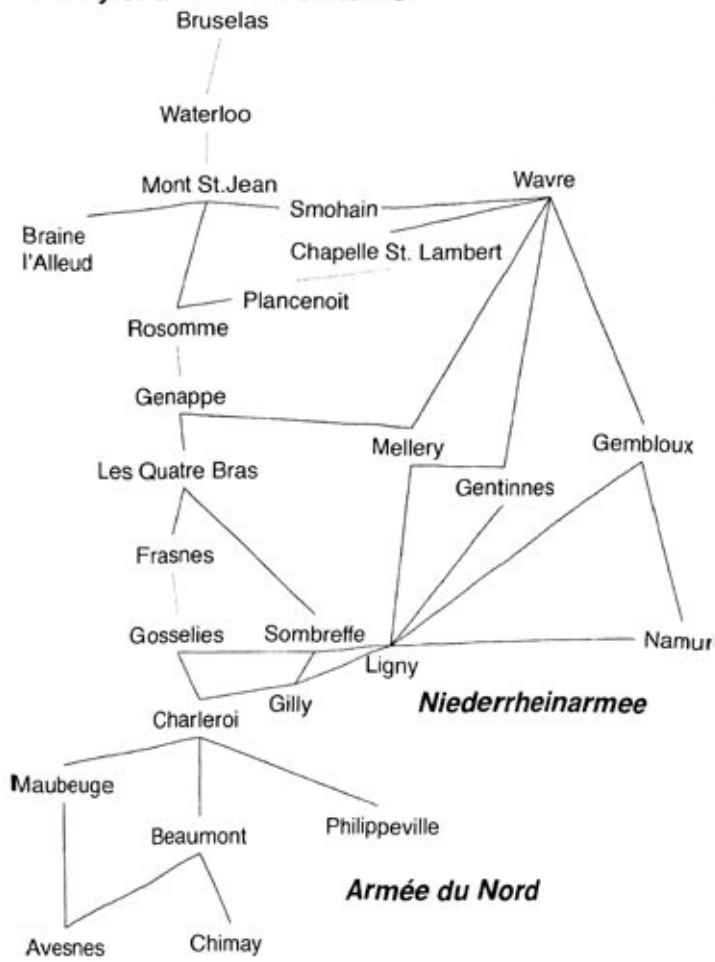 Bruselas
Waterloo
Mont St.Jean
Wavre
Smohain
Braine
l'Alleud
Chapelle St. Lambert
Plancenoit
Rosomme
Genappe
Mellery
Gembloux
Les Quatre Bras
Gentinnes
Frasnes
Gosselies
Sombreffe
Namur
Ligny
Gilly
Niederrheinarmee
Charleroi
Maubeuge
Beaumont
Philippeville
Armée du Nord
Avesnes
Chimay